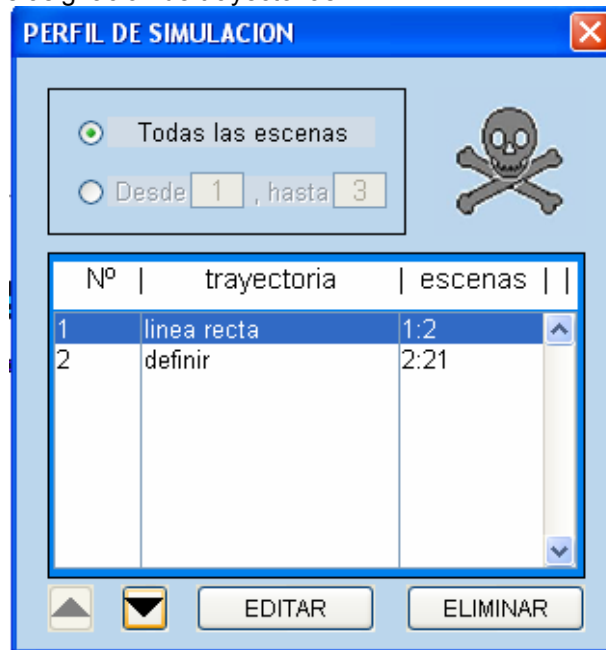 PERFIL DE SIMULACION
Todas las escenas
Desde 1 , hasta 3
Nº | trayectoria | escenas | |
1 linea recta 1:2
2 definir 2:21
EDITAR ELIMINAR